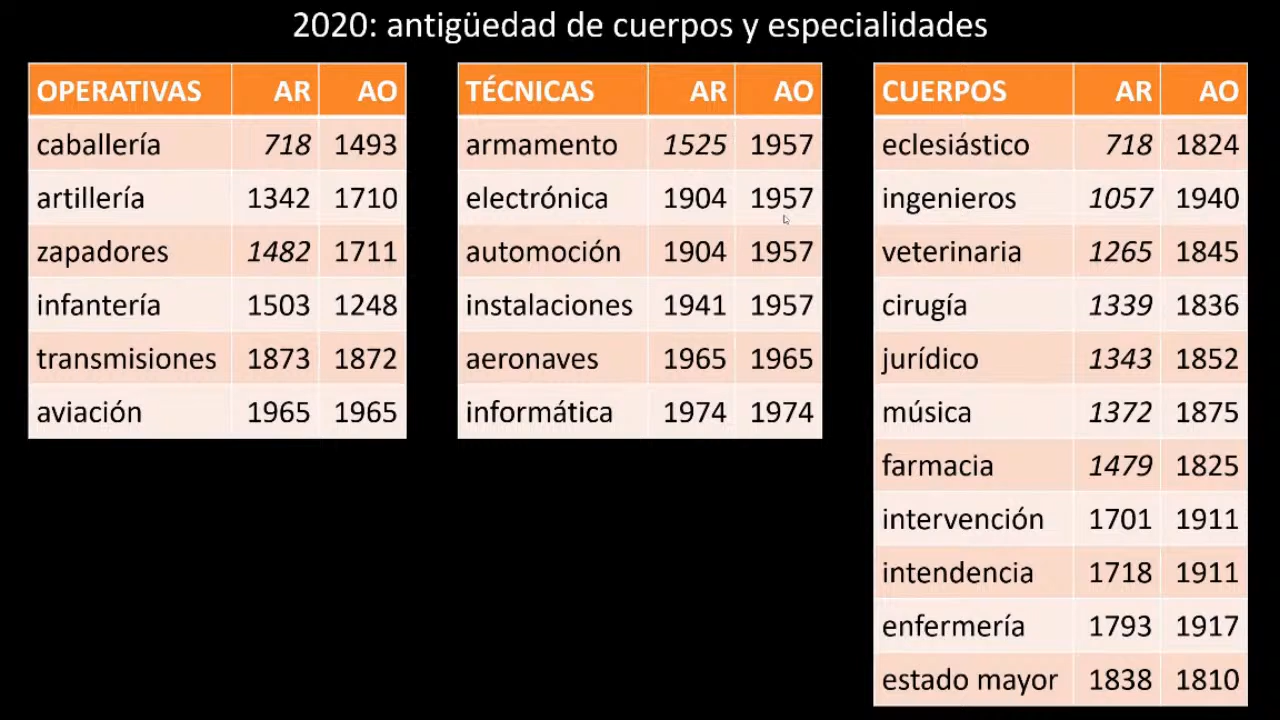 2020: antigüedad de cuerpos y especialidades
OPERATIVAS AR AO
caballería 718 1493
artillería 1342 1710
zapadores 1482 1711
infantería 1503 1248
transmisiones 1873 1872
aviación 1965 1965
TÉCNICAS AR AO
armamento 1525 1957
electrónica 1904 1957
automoción 1904 1957
instalaciones 1941 1957
aeronaves 1965 1965
informática 1974 1974
CUERPOS AR AO
eclesiástico 718 1824
ingenieros 1057 1940
veterinaria 1265 1845
cirugía 1339 1836
jurídico 1343 1852
música 1372 1875
farmacia 1479 1825
intervención 1701 1911
intendencia 1718 1911
enfermería 1793 1917
estado mayor 1838 1810